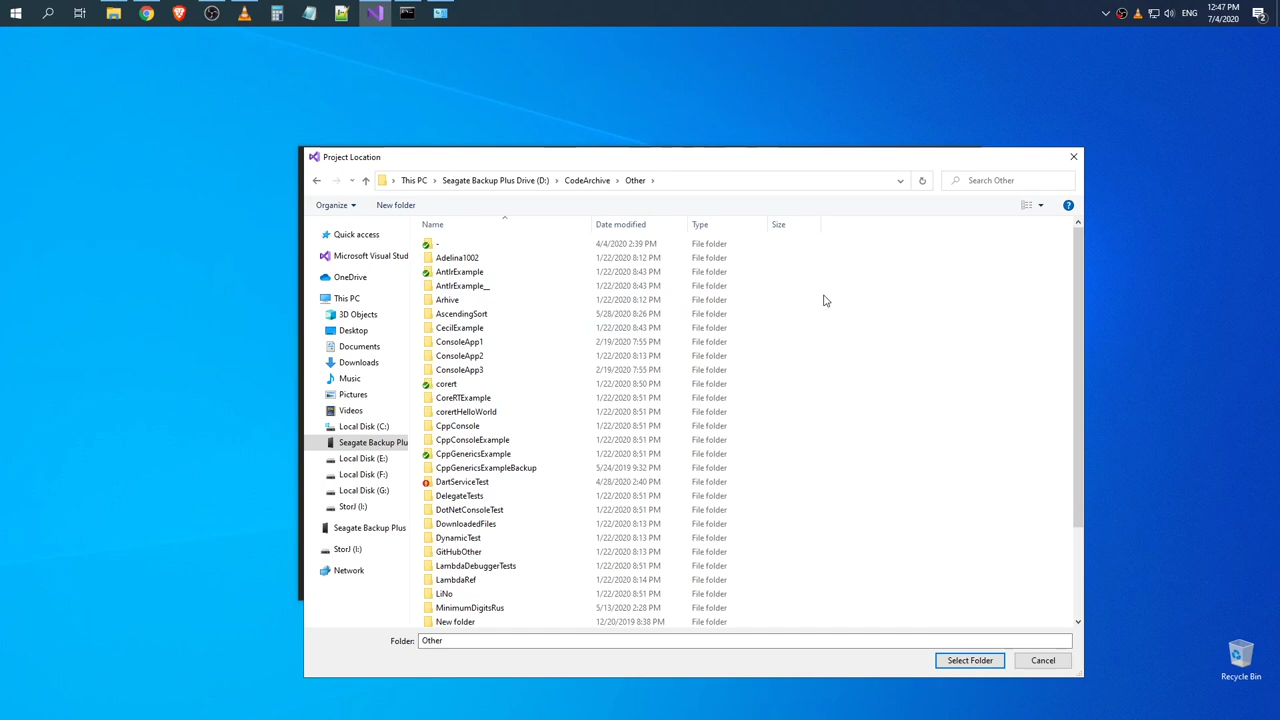 ENG
12:47 PM
7/4/2020
2
Project Location
This PC > Seagate Backup Plus Drive (D:) > CodeArchive > Other >
Search Other
Organize
New folder
?
Name Date modified Type Size
Quick access
Microsoft Visual Stud
OneDrive
This PC
3D Objects
Desktop
Documents
Downloads
Music
Pictures
Videos
Local Disk (C:)
Seagate Backup Plu
Local Disk (E:)
Local Disk (F:)
Local Disk (G:)
StorJ (I:)
Seagate Backup Plus
StorJ (I:)
Network
- 4/4/2020 2:39 PM File folder
Adelina1002 1/22/2020 8:12 PM File folder
AntlrExample 1/22/2020 8:43 PM File folder
AntlrExample__ 1/22/2020 8:43 PM File folder
Arhive 1/22/2020 8:12 PM File folder
AscendingSort 5/28/2020 8:26 PM File folder
CecilExample 1/22/2020 8:43 PM File folder
ConsoleApp1 2/19/2020 7:55 PM File folder
ConsoleApp2 1/22/2020 8:13 PM File folder
ConsoleApp3 2/19/2020 7:55 PM File folder
corert 1/22/2020 8:50 PM File folder
CoreRTExample 1/22/2020 8:51 PM File folder
corertHelloWorld 1/22/2020 8:51 PM File folder
CppConsole 1/22/2020 8:51 PM File folder
CppConsoleExample 1/22/2020 8:51 PM File folder
CppGenericsExample 1/22/2020 8:51 PM File folder
CppGenericsExampleBackup 5/24/2019 9:32 PM File folder
DartServiceTest 4/28/2020 2:40 PM File folder
DelegateTests 1/22/2020 8:51 PM File folder
DotNetConsoleTest 1/22/2020 8:51 PM File folder
DownloadedFiles 1/22/2020 8:13 PM File folder
DynamicTest 1/22/2020 8:13 PM File folder
GitHubOther 1/22/2020 8:13 PM File folder
LambdaDebuggerTests 1/22/2020 8:51 PM File folder
LambdaRef 1/22/2020 8:14 PM File folder
LiNo 1/22/2020 8:51 PM File folder
MinimumDigitsRus 5/13/2020 2:28 PM File folder
New folder 12/20/2019 8:38 PM File folder
Folder: Other
Select Folder
Cancel
Recycle Bin